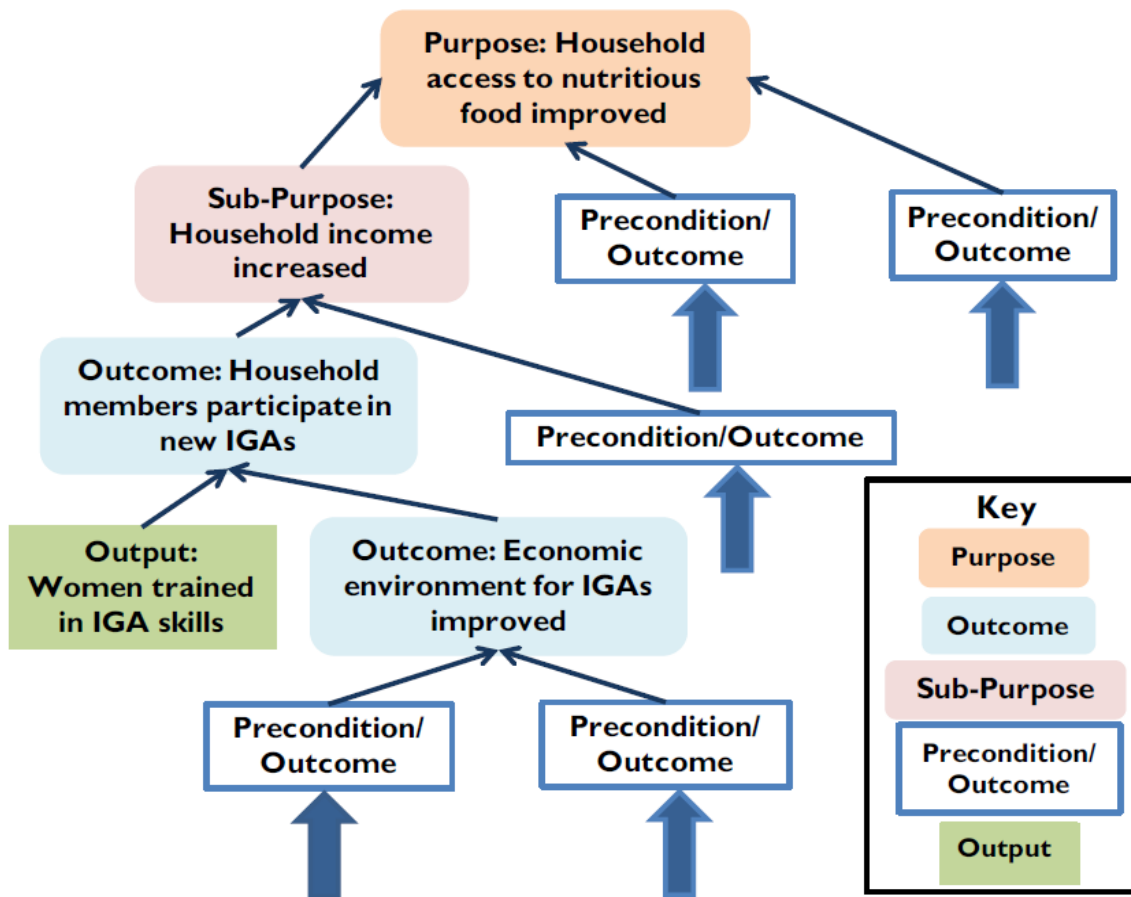 Purpose: Household
access to nutritious
food improved
Sub-Purpose:
Household income
increased
Precondition/
Outcome
Precondition/
Outcome
Outcome: Household
members participate in
new IGAs
Precondition/Outcome
Output:
Women trained
in IGA skills
Outcome: Economic
environment for IGAs
improved
Precondition/
Outcome
Precondition/
Outcome
Key
Purpose
Outcome
Sub-Purpose
Precondition/
Outcome
Output